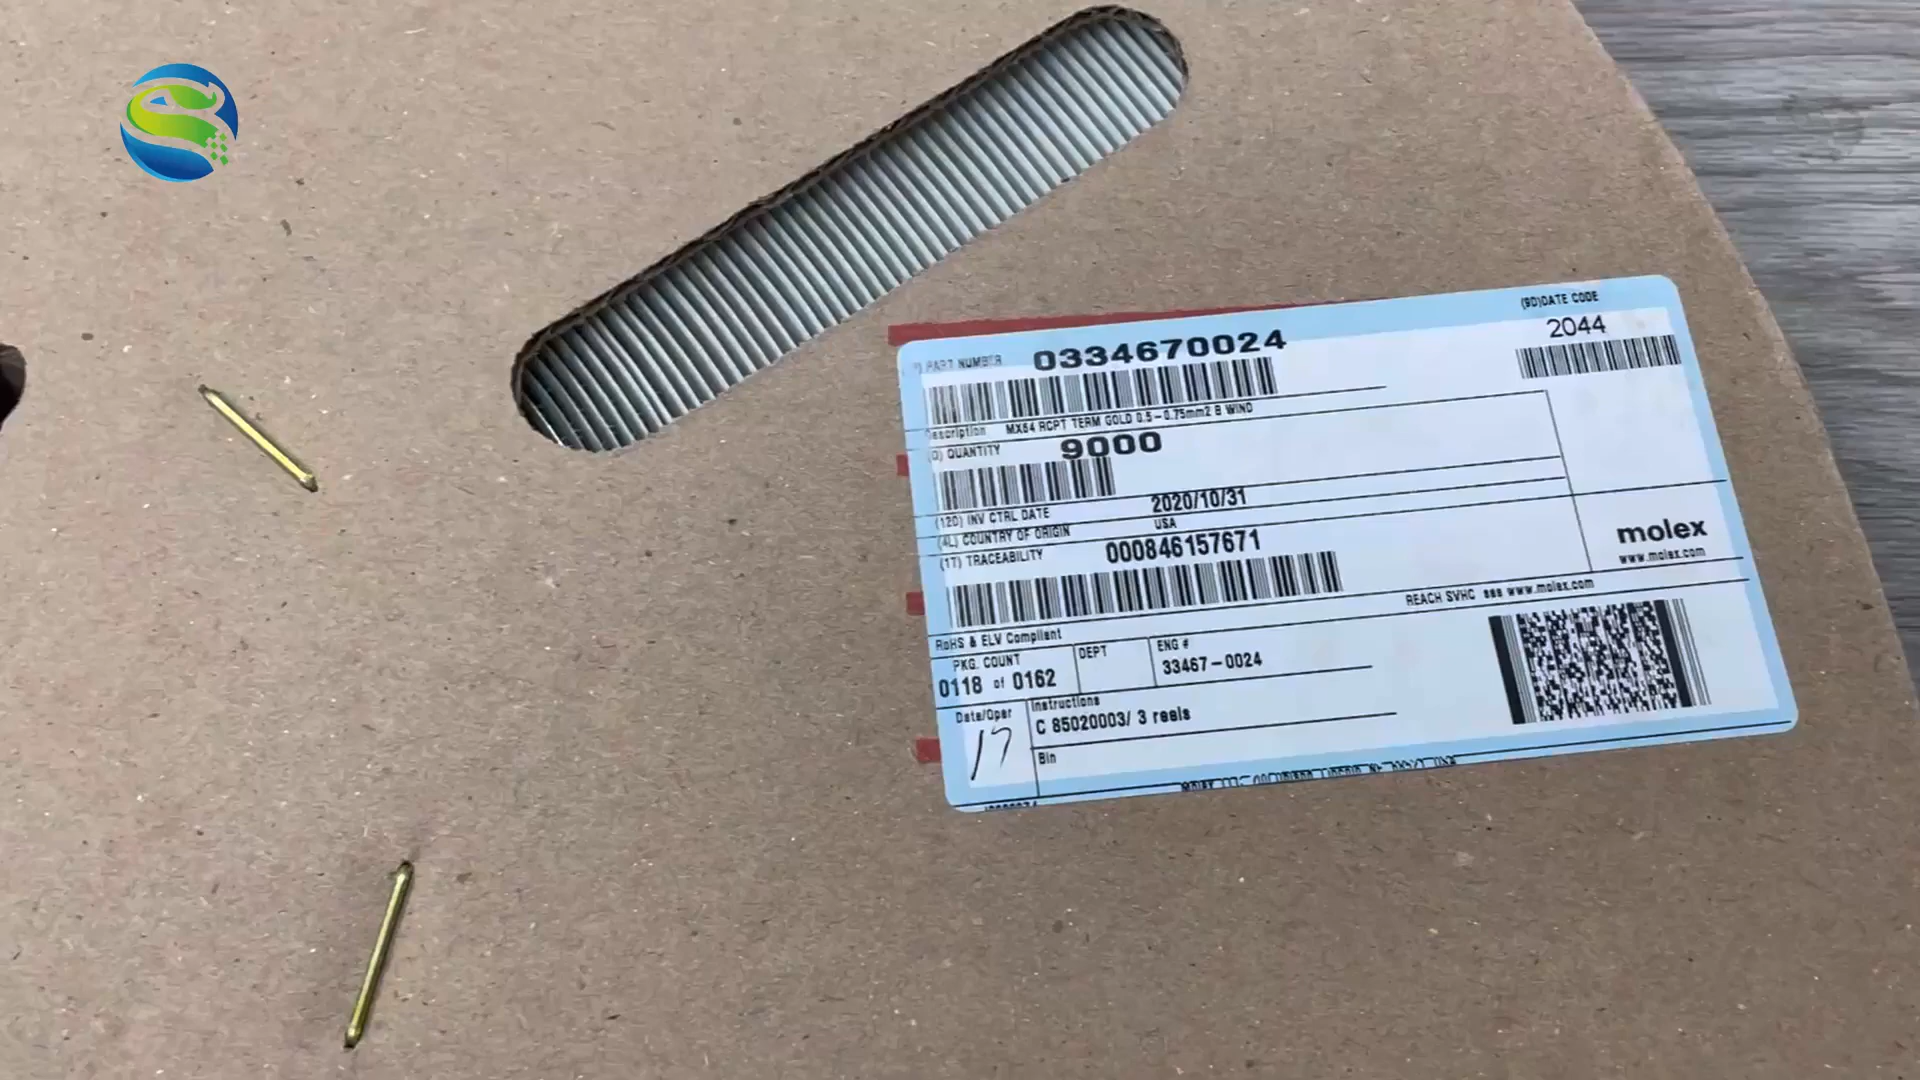 (9D)DATE CODE
PART NUMBER 0334670024
2044
Description MX64 RCPT TERM GOLD 0.5-0.75mm2 B WIND
(Q) QUANTITY 9000
(12D) INV CTRL DATE 2020/10/31
(4L) COUNTRY OF ORIGIN USA
(1T) TRACEABILITY 000846157671
molex
www.molex.com
REACH SVHC see www.molex.com
RoHS & ELV Compliant
PKG. COUNT DEPT ENG #
0118 of 0162 33467-0024
Date/Oper Instructions
17 C 85020003/ 3 reels
Bin